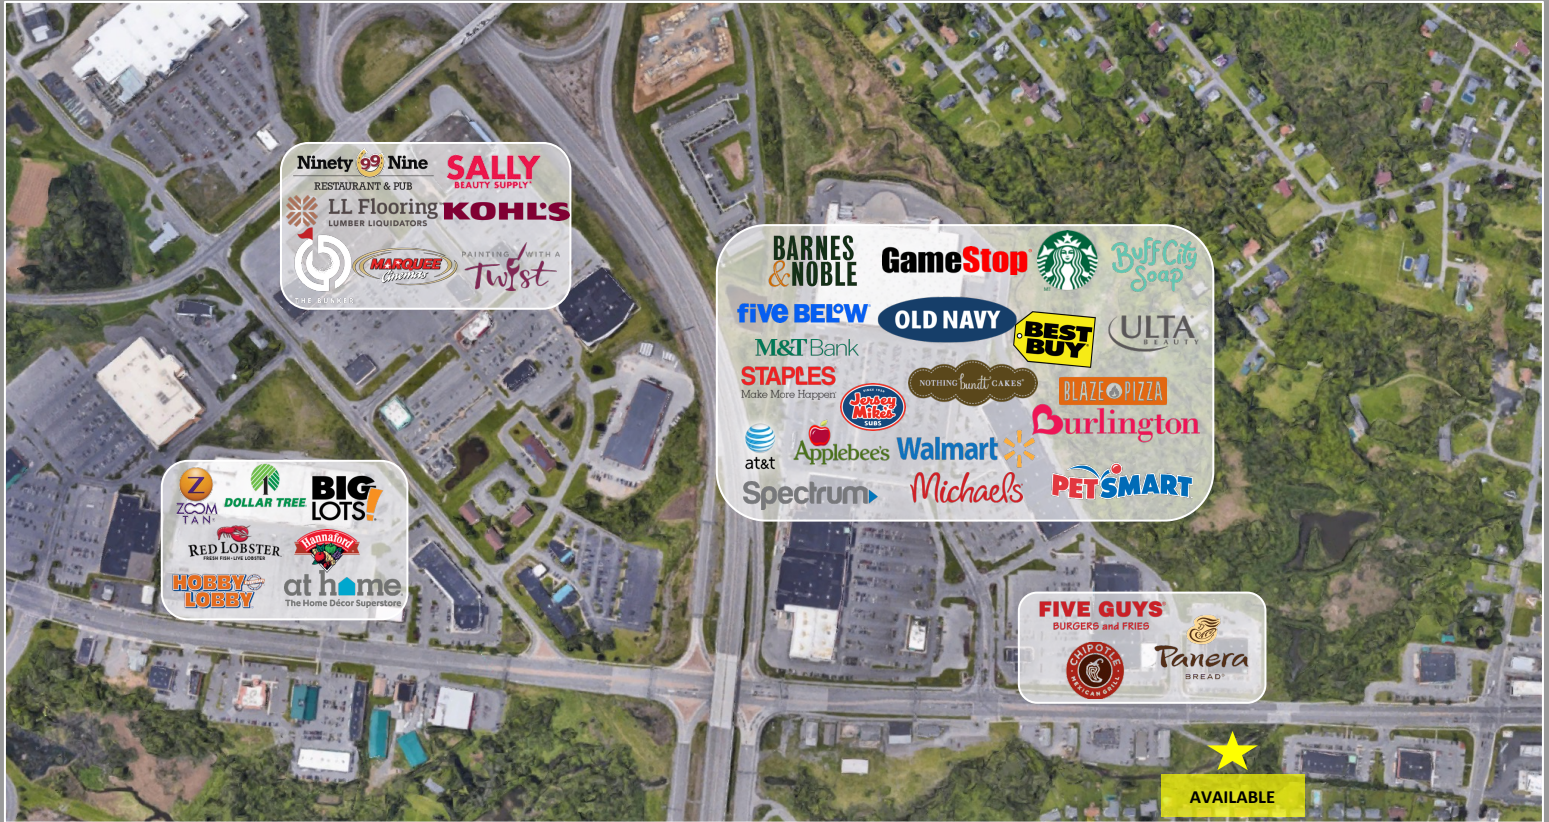 Ninety 99 Nine
RESTAURANT & PUB
SALLY
BEAUTY SUPPLY
LL Flooring
LUMBER LIQUIDATORS
KOHL'S
THE BUNKER
MARQUEE
Cinemas
PAINTING WITH A
Twist
BARNES
&NOBLE
GameStop
Buff City
Soap
five BELOW
OLD NAVY
BEST
BUY
ULTA
BEAUTY
M&T Bank
STAPLES
Make More Happen
SINCE 1956
Jersey
Mike's
SUBS
NOTHING bundt CAKES
BLAZE PIZZA
Burlington
at&t
Applebee's
Walmart
Spectrum
Michaels
PETSMART
Z
ZOOM
TAN
DOLLAR TREE
BIG
LOTS!
RED LOBSTER
FRESH FISH • LIVE LOBSTER
Hannaford
HOBBY
LOBBY
at home
The Home Décor Superstore
FIVE GUYS
BURGERS and FRIES
CHIPOTLE
MEXICAN GRILL
Panera
BREAD
AVAILABLE